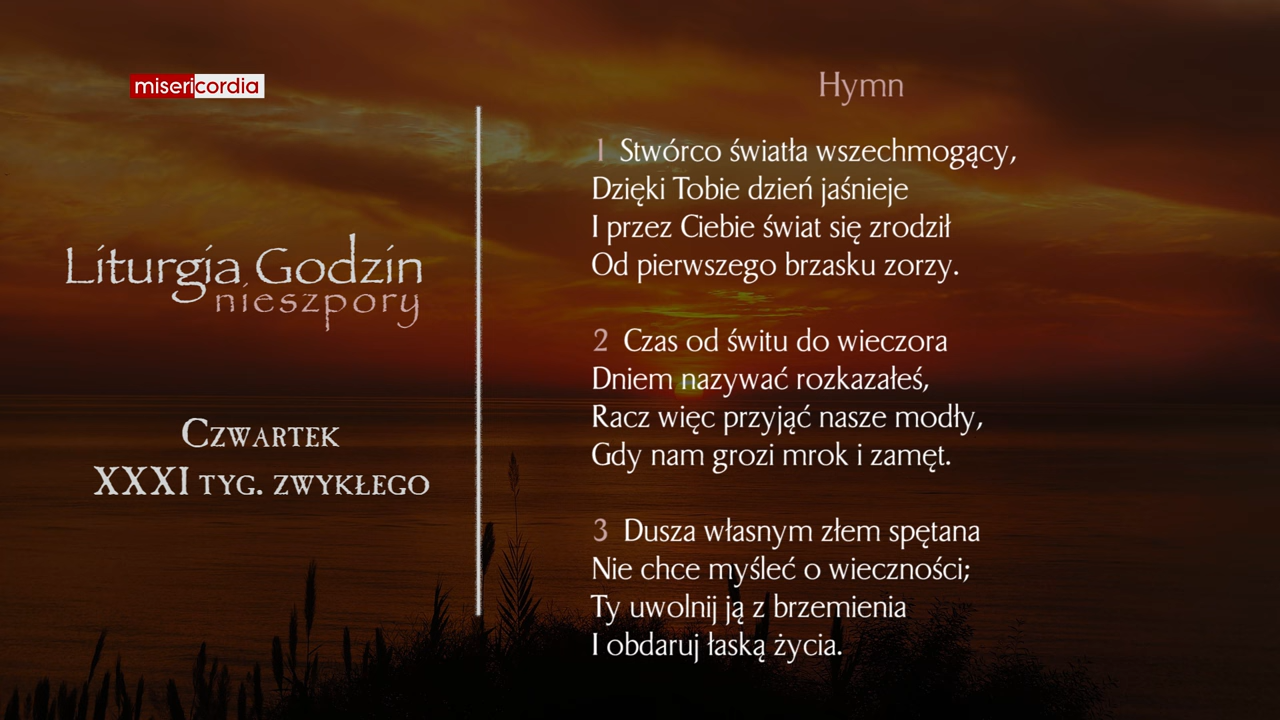 misericordia
Liturgia Godzin
nieszpory
Czwartek
XXXI tyg. zwykłego
Hymn
1 Stwórco światła wszechmogący,
Dzięki Tobie dzień jaśnieje
I przez Ciebie świat się zrodził
Od pierwszego brzasku zorzy.
2 Czas od świtu do wieczora
Dniem nazywać rozkazałeś,
Racz więc przyjąć nasze modły,
Gdy nam grozi mrok i zamęt.
3 Dusza własnym złem spętana
Nie chce myśleć o wieczności;
Ty uwolnij ją z brzemienia
I obdaruj łaską życia.